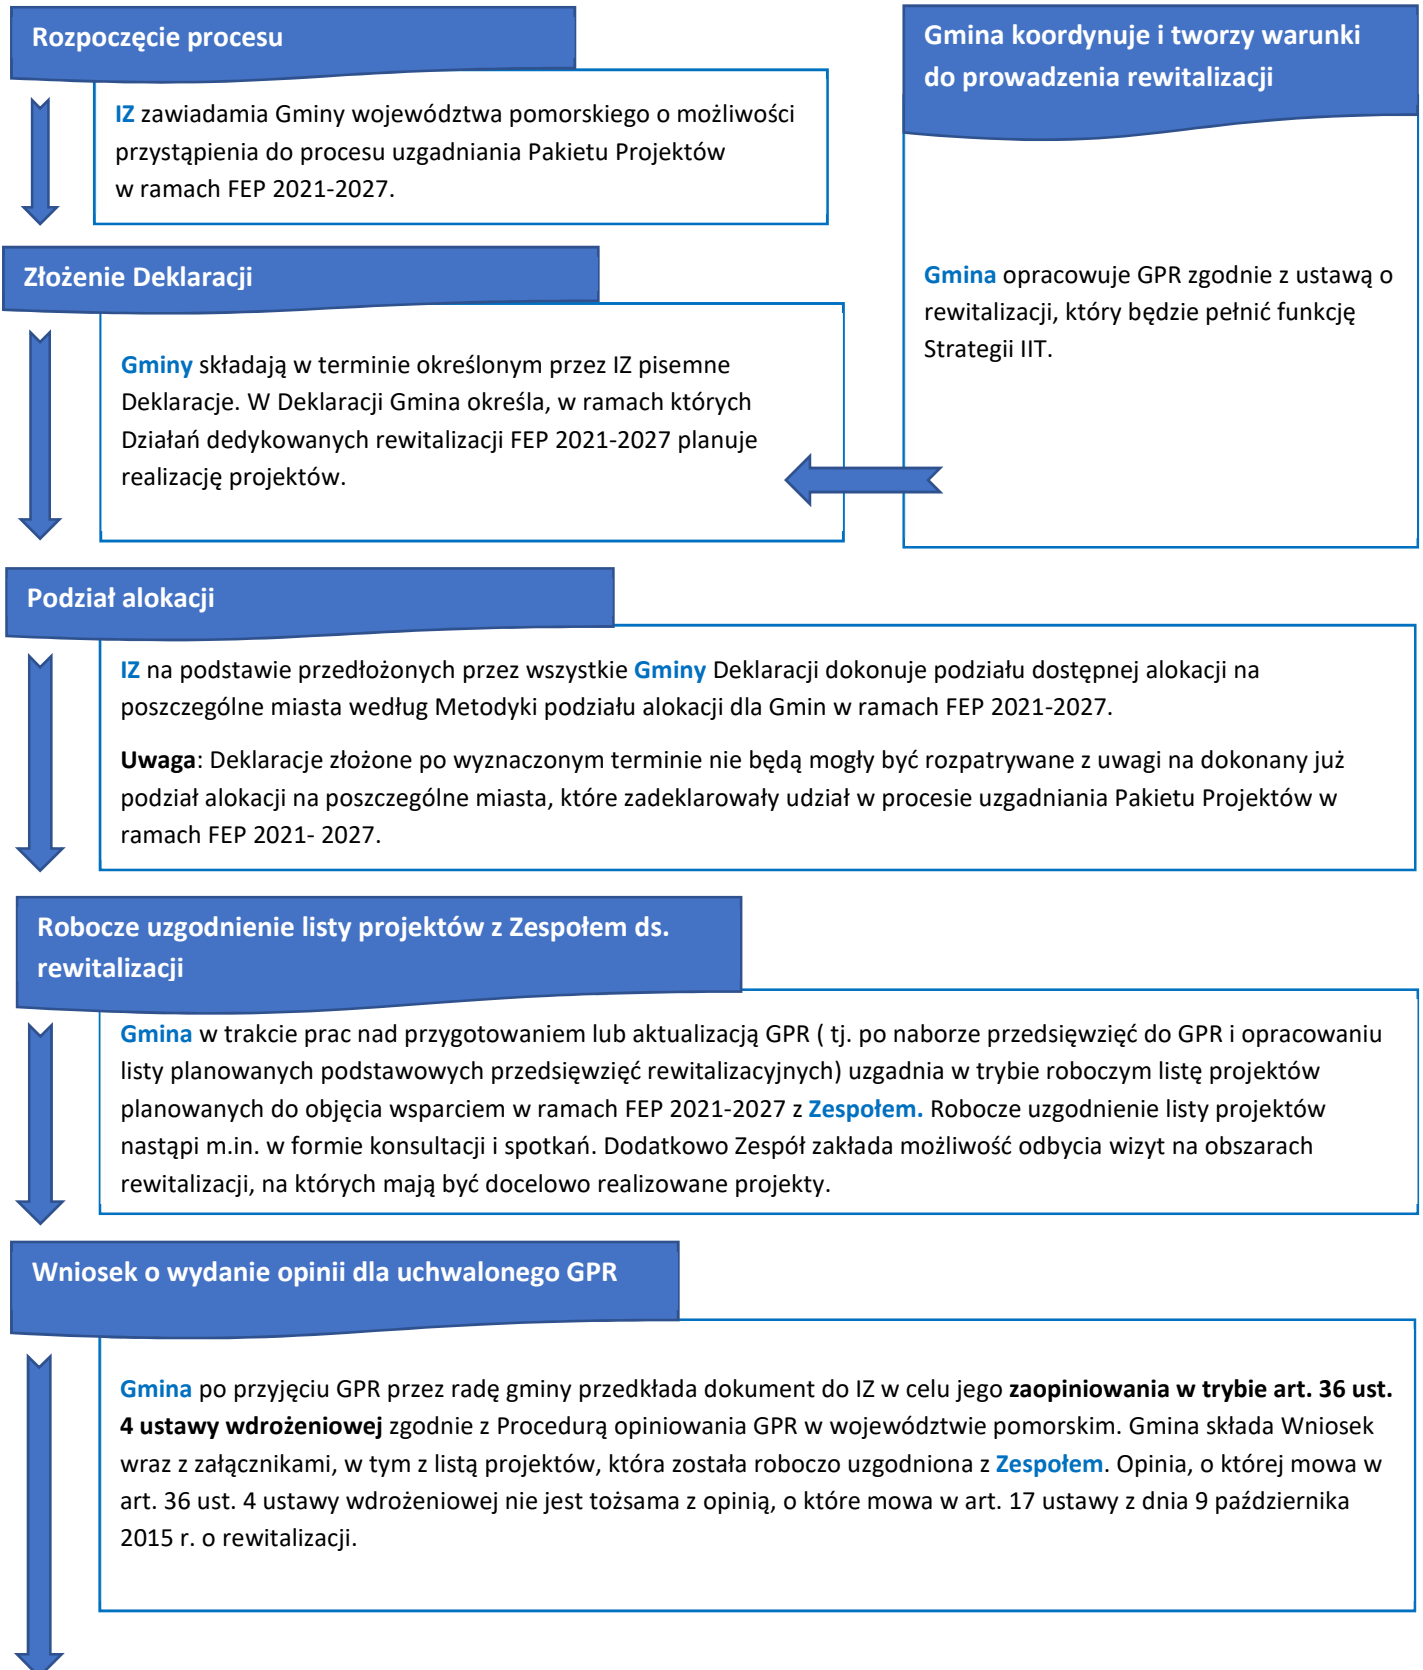 Rozpoczęcie procesu
IZ zawiadamia Gminy województwa pomorskiego o możliwości
przystąpienia do procesu uzgadniania Pakietu Projektów
w ramach FEP 2021-2027.
Gmina koordynuje i tworzy warunki
do prowadzenia rewitalizacji
Gmina opracowuje GPR zgodnie z ustawą o
rewitalizacji, który będzie pełnić funkcję
Strategii IIT.
Złożenie Deklaracji
Gminy składają w terminie określonym przez IZ pisemne
Deklaracje. W Deklaracji Gmina określa, w ramach których
Działań dedykowanych rewitalizacji FEP 2021-2027 planuje
realizację projektów.
Podział alokacji
IZ na podstawie przedłożonych przez wszystkie Gminy Deklaracji dokonuje podziału dostępnej alokacji na
poszczególne miasta według Metodyki podziału alokacji dla Gmin w ramach FEP 2021-2027.
Uwaga: Deklaracje złożone po wyznaczonym terminie nie będą mogły być rozpatrywane z uwagi na dokonany już
podział alokacji na poszczególne miasta, które zadeklarowały udział w procesie uzgadniania Pakietu Projektów w
ramach FEP 2021- 2027.
Robocze uzgodnienie listy projektów z Zespołem ds.
rewitalizacji
Gmina w trakcie prac nad przygotowaniem lub aktualizacją GPR ( tj. po naborze przedsięwzięć do GPR i opracowaniu
listy planowanych podstawowych przedsięwzięć rewitalizacyjnych) uzgadnia w trybie roboczym listę projektów
planowanych do objęcia wsparciem w ramach FEP 2021-2027 z Zespołem. Robocze uzgodnienie listy projektów
nastąpi m.in. w formie konsultacji i spotkań. Dodatkowo Zespół zakłada możliwość odbycia wizyt na obszarach
rewitalizacji, na których mają być docelowo realizowane projekty.
Wniosek o wydanie opinii dla uchwalonego GPR
Gmina po przyjęciu GPR przez radę gminy przedkłada dokument do IZ w celu jego zaopiniowania w trybie art. 36 ust.
4 ustawy wdrożeniowej zgodnie z Procedurą opiniowania GPR w województwie pomorskim. Gmina składa Wniosek
wraz z załącznikami, w tym z listą projektów, która została roboczo uzgodniona z Zespołem. Opinia, o której mowa w
art. 36 ust. 4 ustawy wdrożeniowej nie jest tożsama z opinią, o które mowa w art. 17 ustawy z dnia 9 października
2015 r. o rewitalizacji.